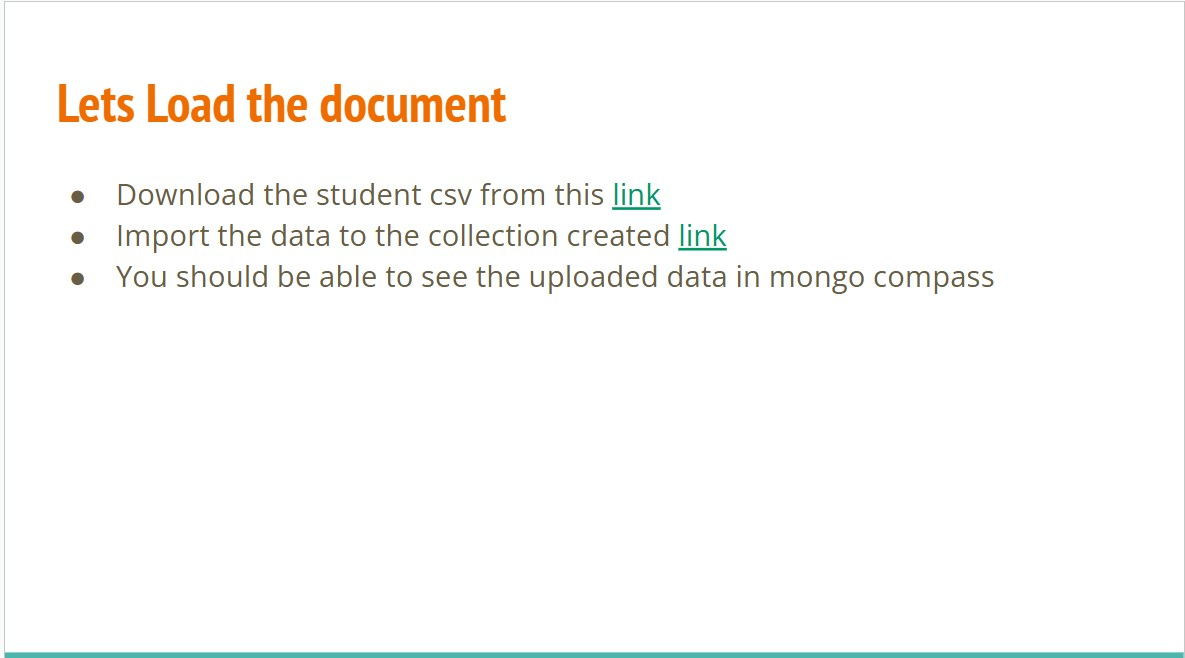 Lets Load the document
● Download the student csv from this link
● Import the data to the collection created link
● You should be able to see the uploaded data in mongo compass